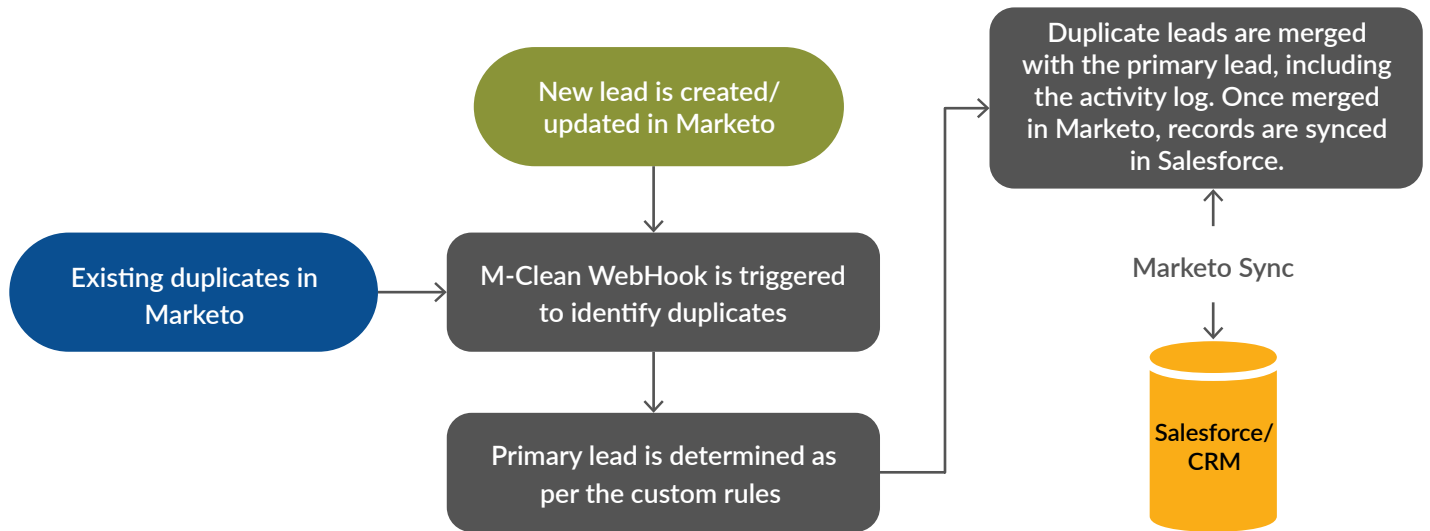 New lead is created/
updated in Marketo
Existing duplicates in
Marketo
M-Clean WebHook is triggered
to identify duplicates
Primary lead is determined as
per the custom rules
Duplicate leads are merged
with the primary lead, including
the activity log. Once merged
in Marketo, records are synced
in Salesforce.
Marketo Sync
Salesforce/
CRM